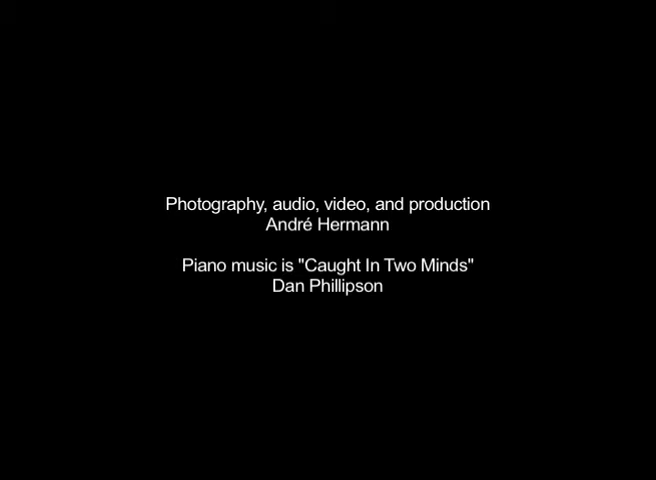 Photography, audio, video, and production
André Hermann
Piano music is "Caught In Two Minds"
Dan Phillipson